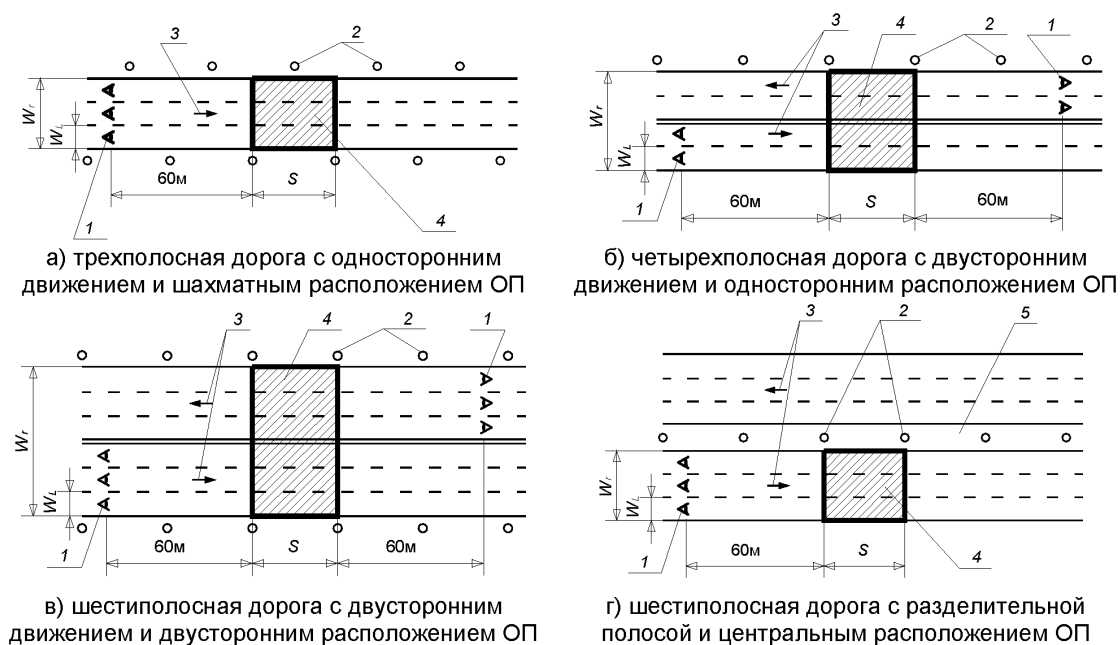 3
2
W_r
W_L
60м
S
1
4
а) трехполосная дорога с односторонним
движением и шахматным расположением ОП
3
4
2
1
W_r
W_L
60м
S
60м
1
б) четырехполосная дорога с двусторонним
движением и односторонним расположением ОП
3
4
2
1
W_r
W_L
1
60м
S
60м
в) шестиполосная дорога с двусторонним
движением и двусторонним расположением ОП
3
2
5
W_r
W_L
60м
S
1
4
г) шестиполосная дорога с разделительной
полосой и центральным расположением ОП